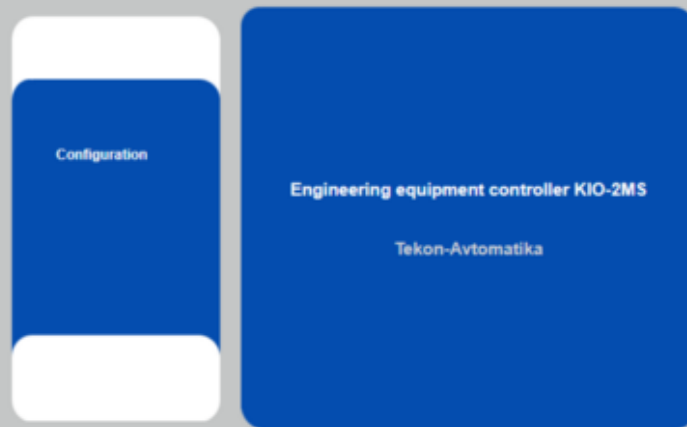 Configuration
Engineering equipment controller KIO-2MS
Tekon-Avtomatika